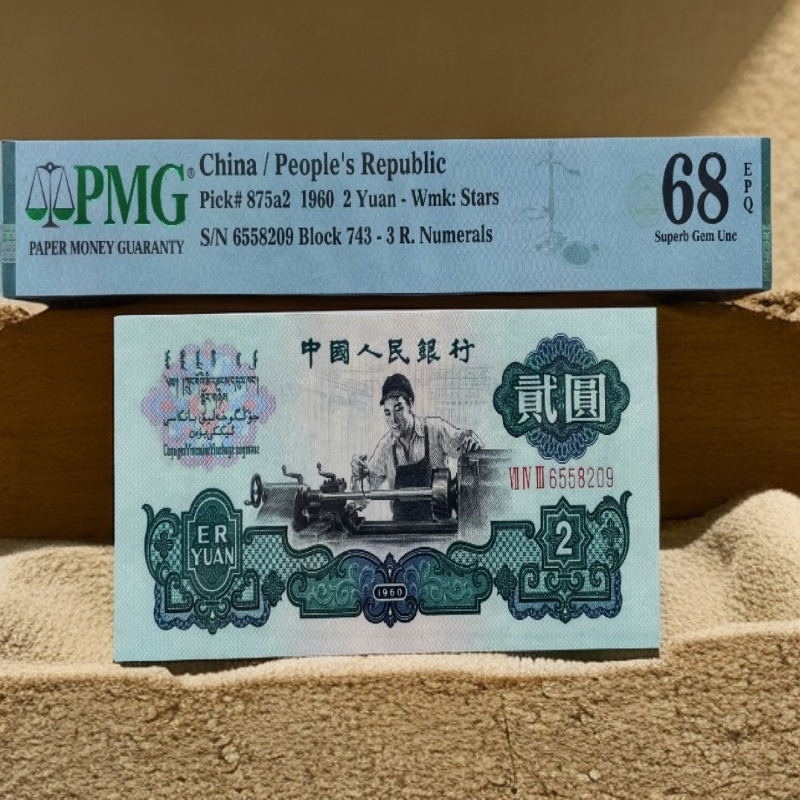 PMG®
PAPER MONEY GUARANTY
China / People's Republic
Pick# 875a2 1960 2 Yuan - Wmk: Stars
S/N 6558209 Block 743 - 3 R. Numerals
68
EPQ
Superb Gem Unc
中國人民銀行
貳圓
VII IV III 6558209
ER
YUAN
2
1960